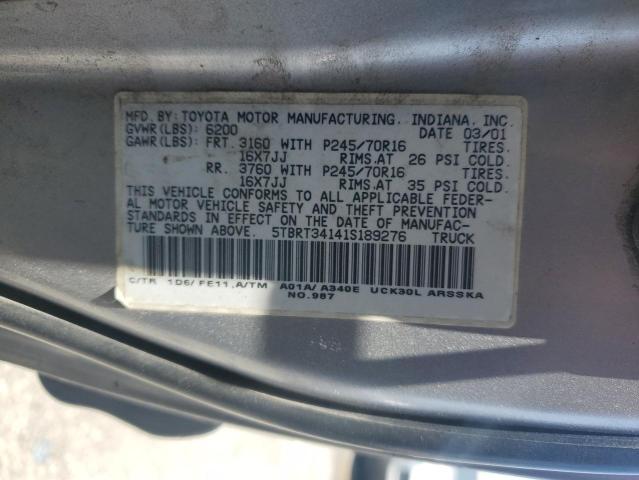 MFD. BY: TOYOTA MOTOR MANUFACTURING, INDIANA, INC.
GVWR(LBS): 6200 DATE 03/01
GAWR(LBS): FRT. 3160 WITH P245/70R16 TIRES.
16X7JJ RIMS.AT 26 PSI COLD.
RR. 3760 WITH P245/70R16 TIRES.
16X7JJ RIMS.AT 35 PSI COLD.
THIS VEHICLE CONFORMS TO ALL APPLICABLE FEDER-
AL MOTOR VEHICLE SAFETY AND THEFT PREVENTION
STANDARDS IN EFFECT ON THE DATE OF MANUFAC-
TURE SHOWN ABOVE. 5TBRT34141S189276 TRUCK
C/TR 1D6/FE11,A/TM A01A/A340E UCK30L ARSSKA
NO.987